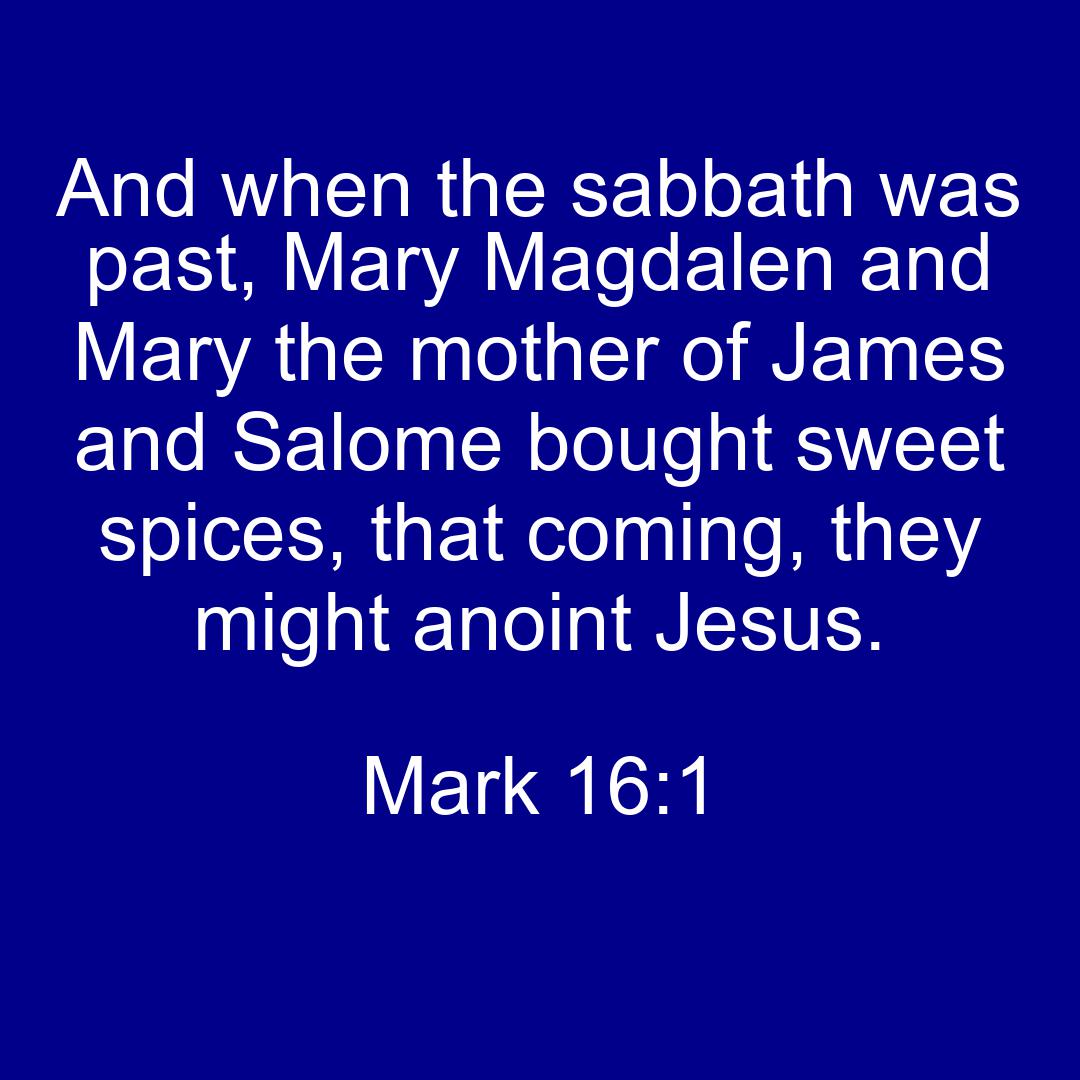 And when the sabbath was
past, Mary Magdalen and
Mary the mother of James
and Salome bought sweet
spices, that coming, they
might anoint Jesus.
Mark 16:1